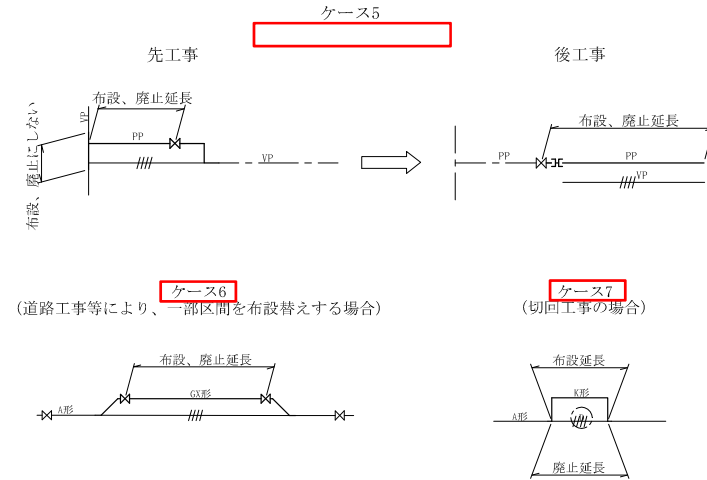 ケース5
先工事
後工事
布設、廃止延長
布設、廃止延長
VP
PP
VP
布設、廃止にしない
PP
PP
VP
ケース6
(道路工事等により、一部区間を布設替えする場合)
ケース7
(切回工事の場合)
布設、廃止延長
布設延長
GX形
K形
A形
A形
廃止延長